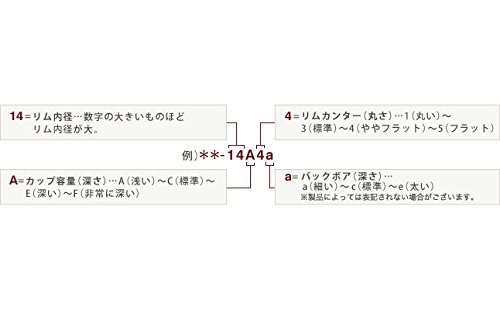 14＝リム内径…数字の大きいものほど
リム内径が大。
4＝リムカンター（丸さ）…1（丸い）〜
3（標準）〜4（ややフラット）〜5（フラット）
例）＊＊-14A4a
A＝カップ容量（深さ）…A（浅い）〜C（標準）〜
E（深い）〜F（非常に深い）
a＝バックボア（深さ）…
a（細い）〜c（標準）〜e（太い）
※製品によっては表記されない場合がございます。